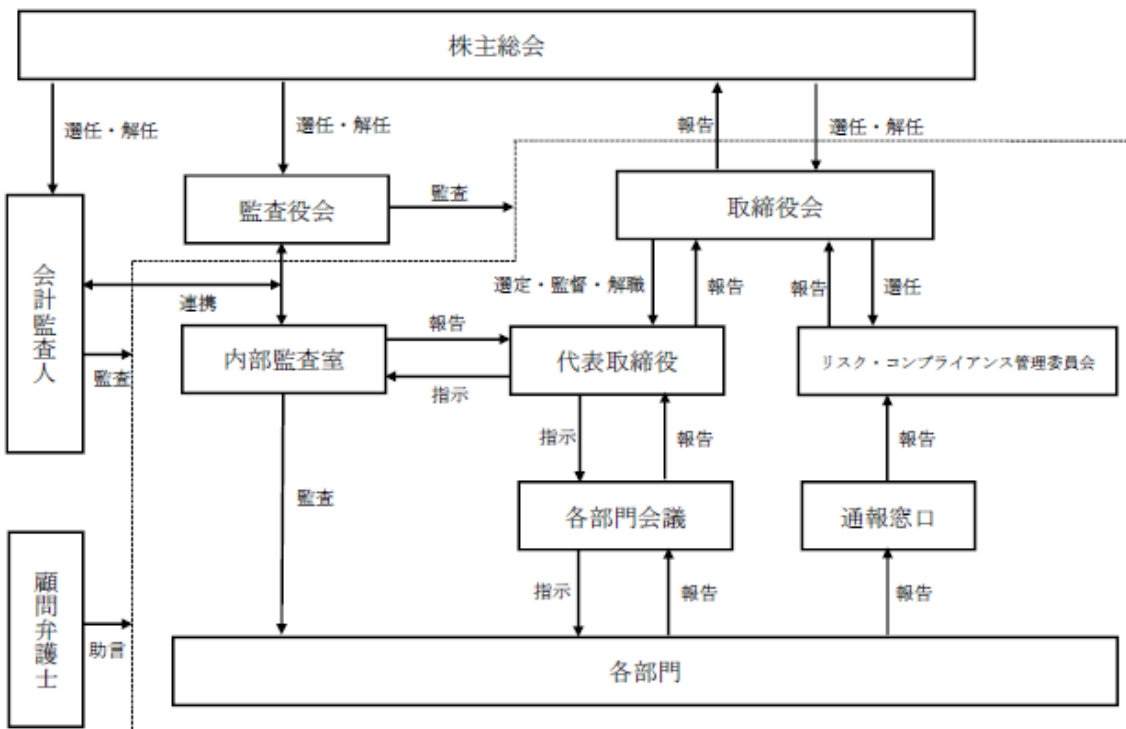 株主総会
選任・解任
選任・解任
報告
選任・解任
監査役会
監査
取締役会
会計監査人
連携
選定・監督・解職
報告
報告
選任
監査
内部監査室
報告
指示
代表取締役
リスク・コンプライアンス管理委員会
指示
報告
報告
監査
各部門会議
通報窓口
顧問弁護士
助言
指示
報告
報告
各部門